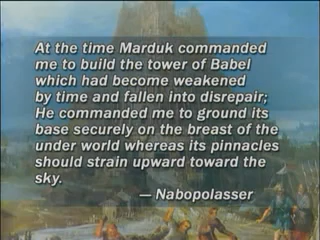 At the time Marduk commanded
me to build the tower of Babel
which had become weakened
by time and fallen into disrepair;
He commanded me to ground its
base securely on the breast of the
under world whereas its pinnacles
should strain upward toward the
sky.
— Nabopolasser